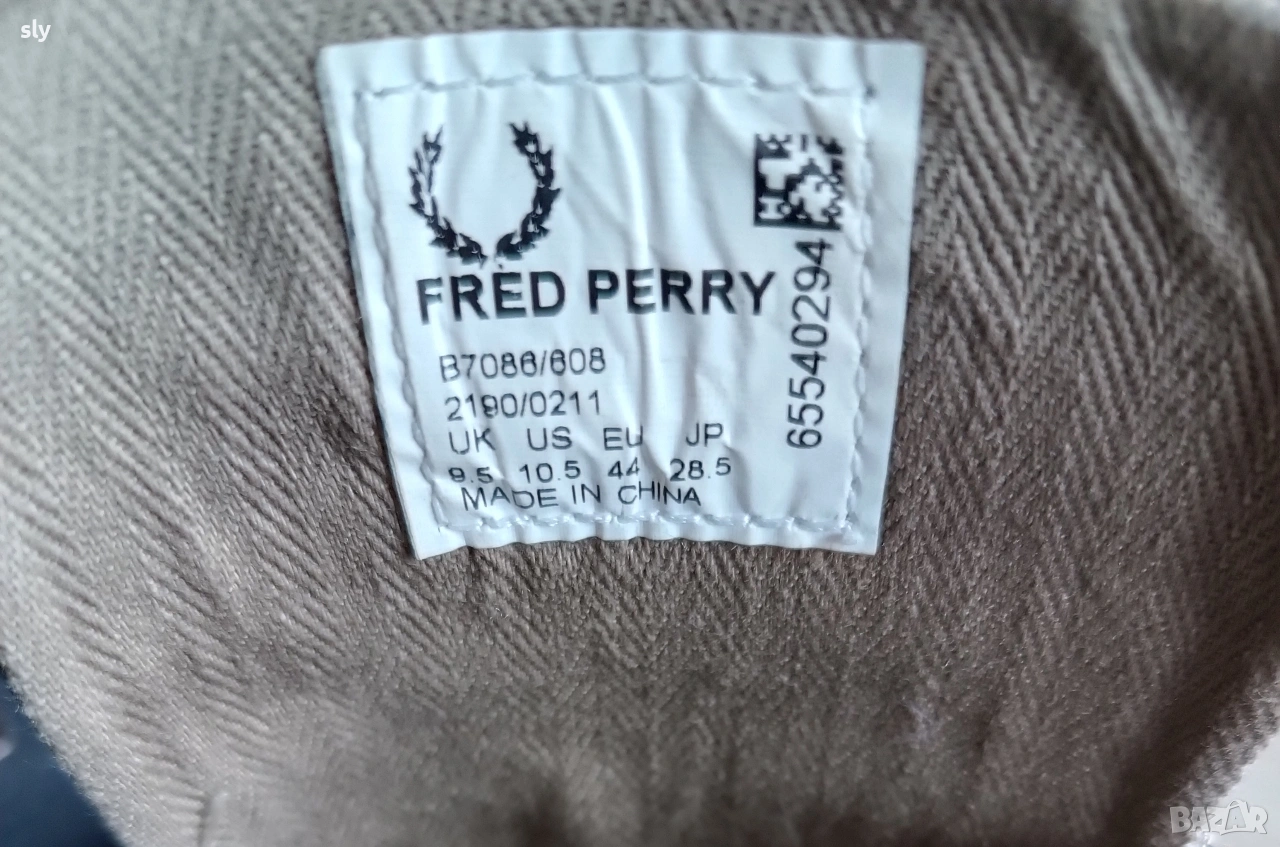 sly
FRED PERRY
B7086/608
2190/0211
UK US EU JP
9.5 10.5 44 28.5
MADE IN CHINA
65540294
BAZAR